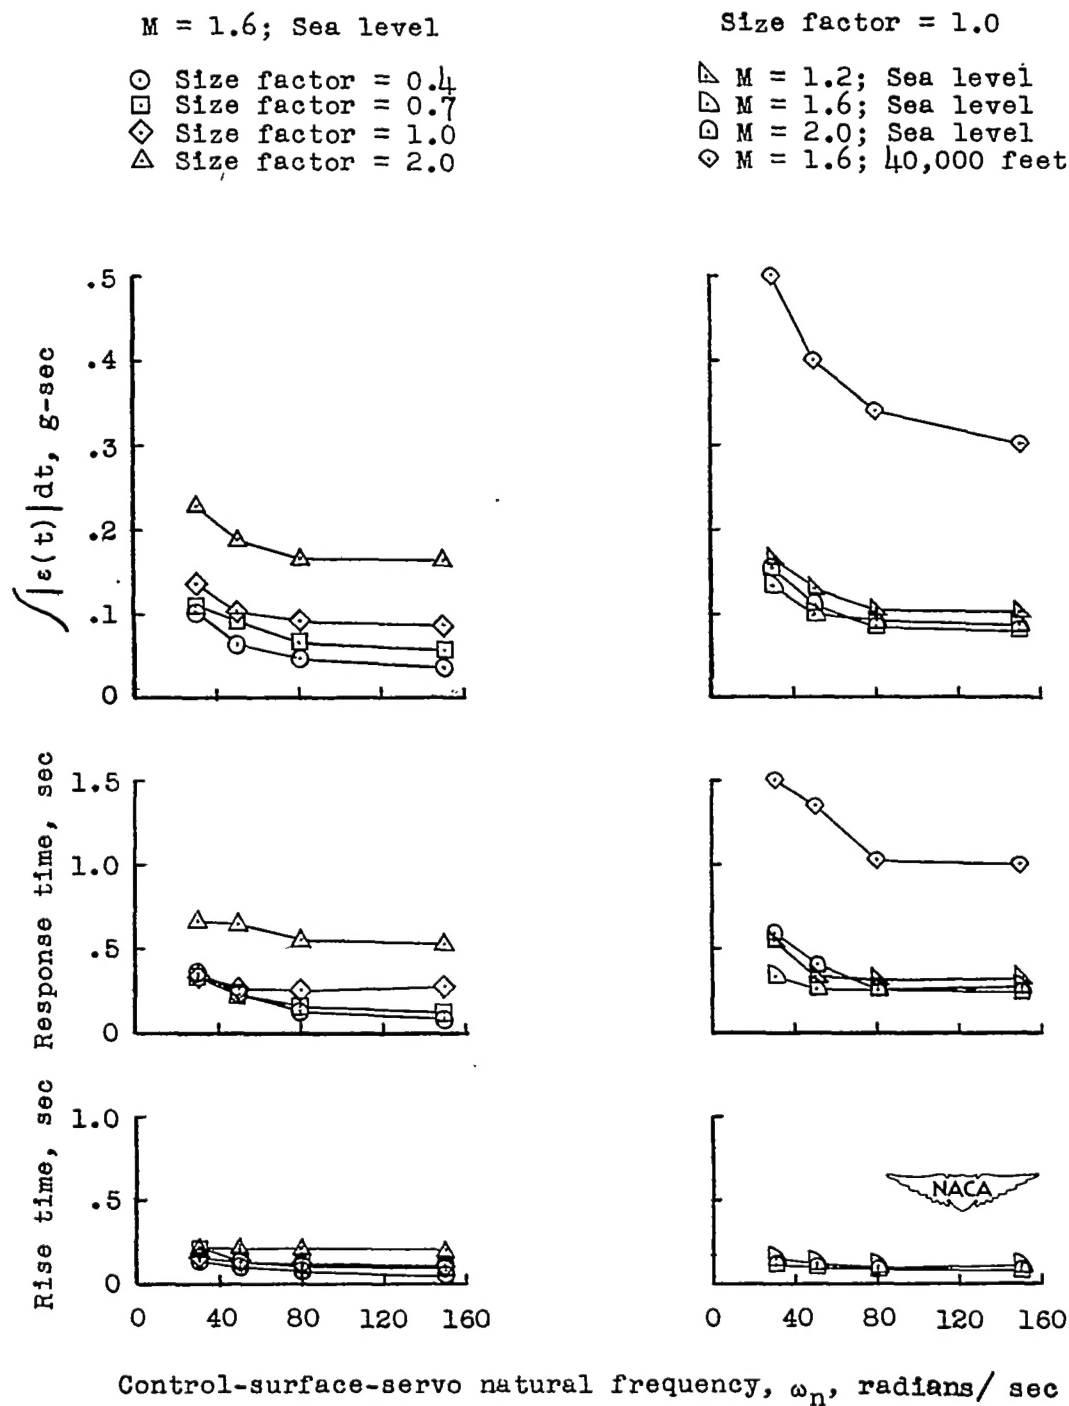 M = 1.6; Sea level
Size factor = 0.4
Size factor = 0.7
Size factor = 1.0
Size factor = 2.0
Size factor = 1.0
M = 1.2; Sea level
M = 1.6; Sea level
M = 2.0; Sea level
M = 1.6; 40,000 feet
∫|ε(t)|dt, g-sec
.5
.4
.3
.2
.1
0
Response time, sec
1.5
1.0
.5
0
Rise time, sec
1.0
.5
0
NACA
0 40 80 120 160
0 40 80 120 160
Control-surface-servo natural frequency, ωn, radians/ sec